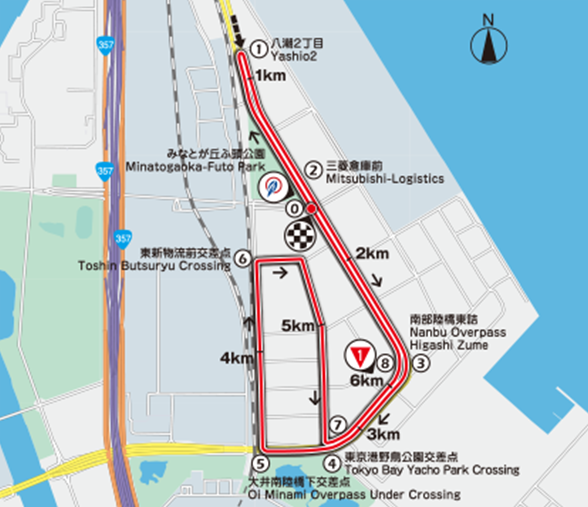 N
357
八潮2丁目
① Yashio2
1km
みなとが丘ふ頭公園
Minatogaoka-Futo Park
② 三菱倉庫前
Mitsubishi-Logistics
357
0
357
東新物流前交差点
Toshin Butsuryu Crossing ⑥
2km
5km
南部陸橋東詰
Nanbu Overpass
Higashi Zume
4km
1 ⑧ ③
6km
⑦
3km
⑤ ④ 東京港野鳥公園交差点
Tokyo Bay Yacho Park Crossing
大井南陸橋下交差点
Oi Minami Overpass Under Crossing